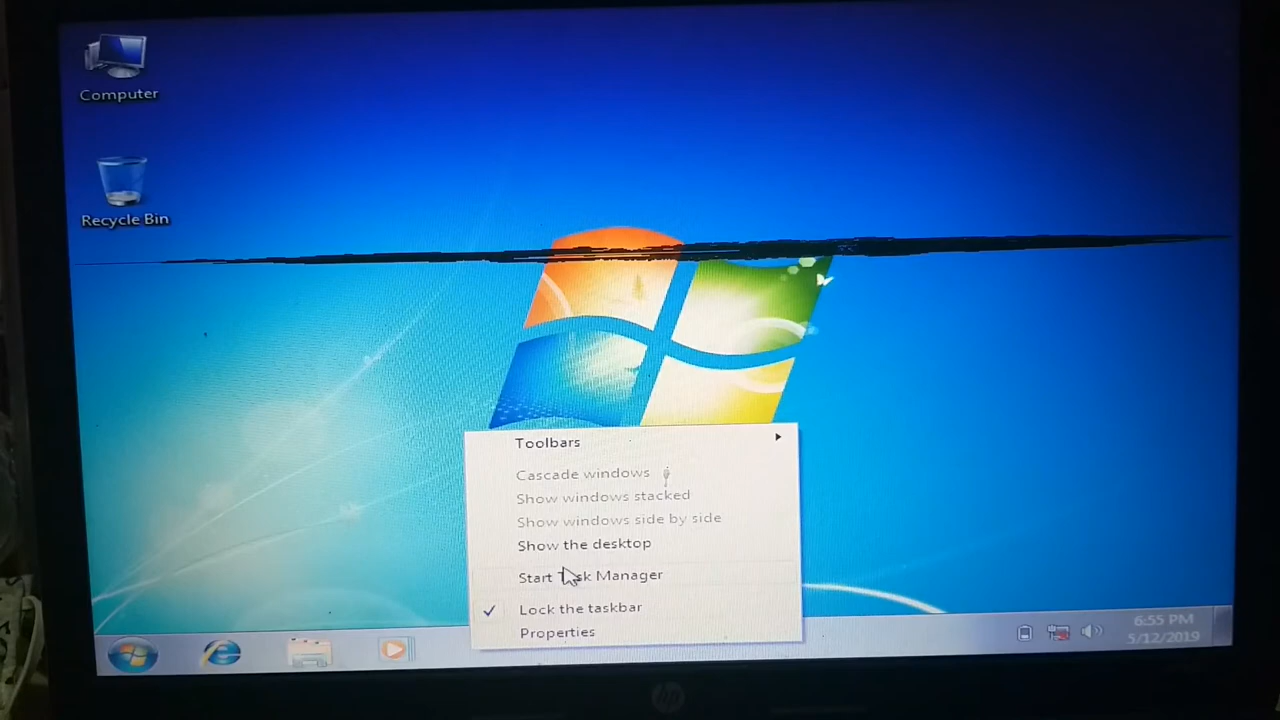 Computer
Recycle Bin
Toolbars
Cascade windows
Show windows stacked
Show windows side by side
Show the desktop
Start Task Manager
Lock the taskbar
Properties
6:55 PM
5/12/2019
hp